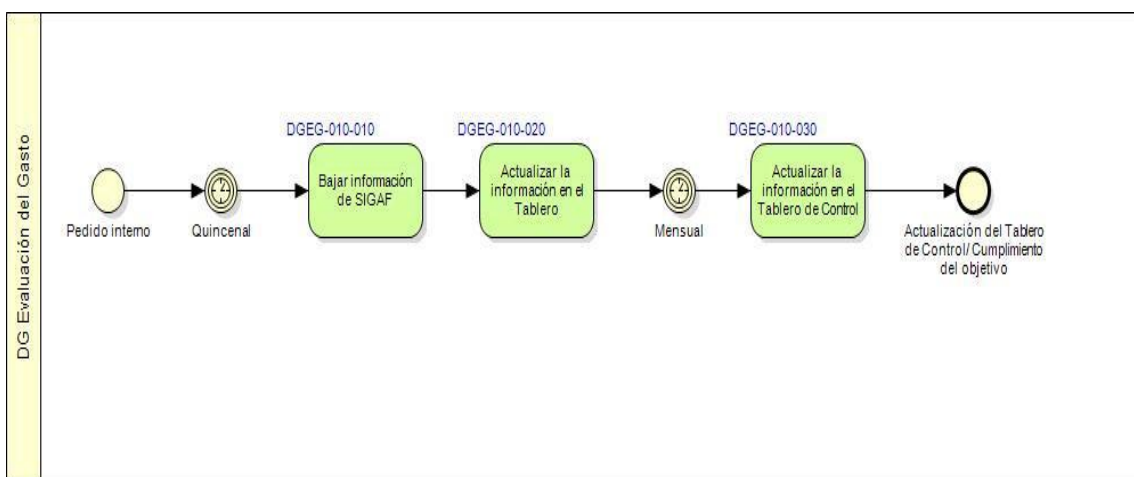 DG Evaluación del Gasto
Pedido interno
Quincenal
DGEG-010-010
Bajar información
de SIGAF
DGEG-010-020
Actualizar la
información en el
Tablero
Mensual
DGEG-010-030
Actualizar la
información en el
Tablero de Control
Actualización del Tablero
de Control/ Cumplimiento
del objetivo